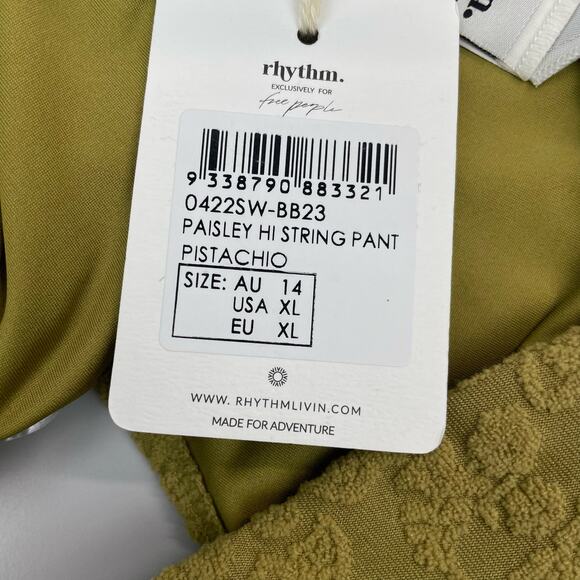 rhythm.
EXCLUSIVELY FOR
free people
9 338790 883321
0422SW-BB23
PAISLEY HI STRING PANT
PISTACHIO
SIZE: AU 14
USA XL
EU XL
WWW. RHYTHMLIVIN.COM
MADE FOR ADVENTURE